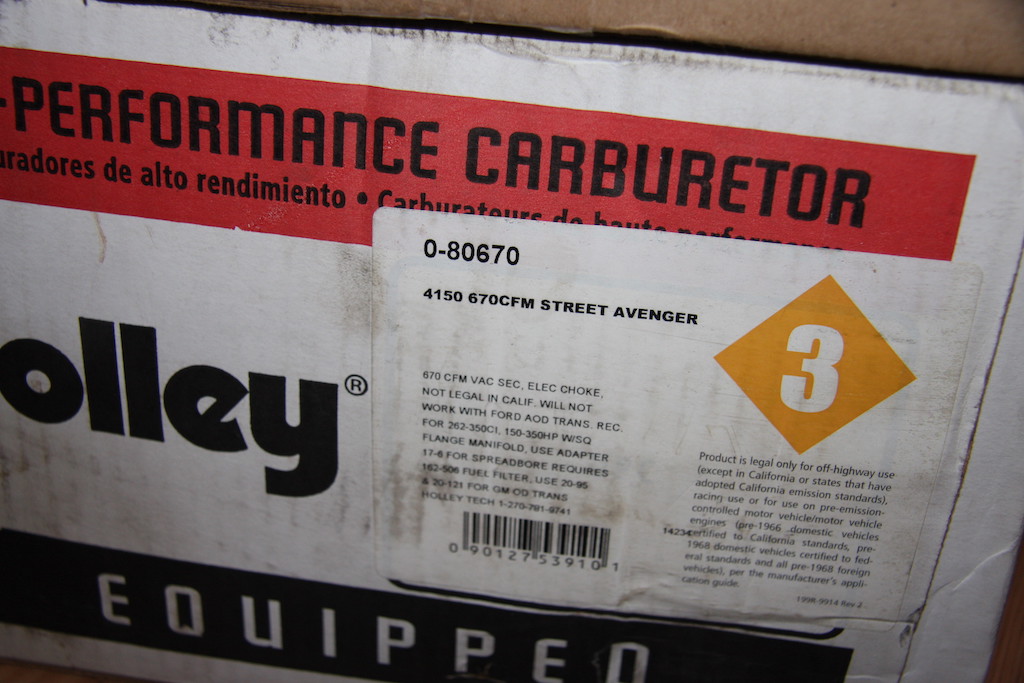 -PERFORMANCE CARBURETOR
uradores de alto rendimiento • Carburateurs de haute performance
0-80670
4150 670CFM STREET AVENGER
3
olley®
670 CFM VAC SEC, ELEC CHOKE,
NOT LEGAL IN CALIF. WILL NOT
WORK WITH FORD AOD TRANS. REC.
FOR 262-350CI, 150-350HP W/SQ
FLANGE MANIFOLD, USE ADAPTER
17-6 FOR SPREADBORE REQUIRES
162-506 FUEL FILTER, USE 20-95
& 20-121 FOR GM OD TRANS
HOLLEY TECH 1-270-781-9741
0 90127 53910 1
Product is legal only for off-highway use
(except in California or states that have
adopted California emission standards),
racing use or for use on pre-emission-
controlled motor vehicle/motor vehicle
engines (pre-1966 domestic vehicles
14234 certified to California standards, pre-
1968 domestic vehicles certified to fed-
eral standards and all pre-1968 foreign
vehicles), per the manufacturer's appli-
cation guide.
199R-9914 Rev 2
EQUIPPED